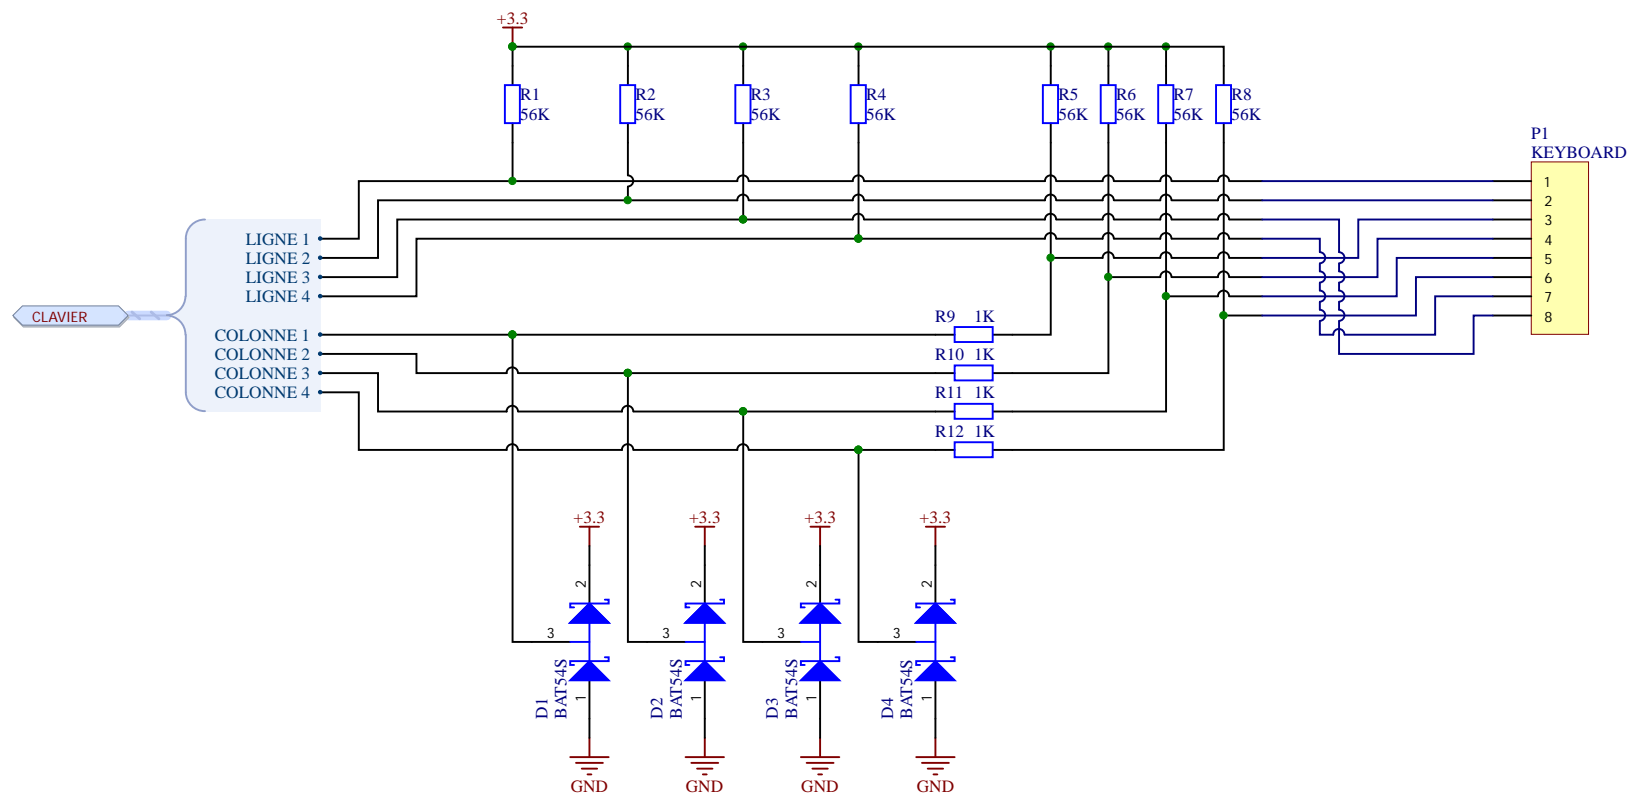 +3.3
R1
56K
R2
56K
R3
56K
R4
56K
R5
56K
R6
56K
R7
56K
R8
56K
P1
KEYBOARD
1
2
3
4
5
6
7
8
LIGNE 1
LIGNE 2
LIGNE 3
LIGNE 4
CLAVIER
COLONNE 1
COLONNE 2
COLONNE 3
COLONNE 4
R9 1K
R10 1K
R11 1K
R12 1K
+3.3
+3.3
+3.3
+3.3
2
2
2
2
3
3
3
3
D1
BAT54S
1
D2
BAT54S
1
D3
BAT54S
1
D4
BAT54S
1
GND
GND
GND
GND